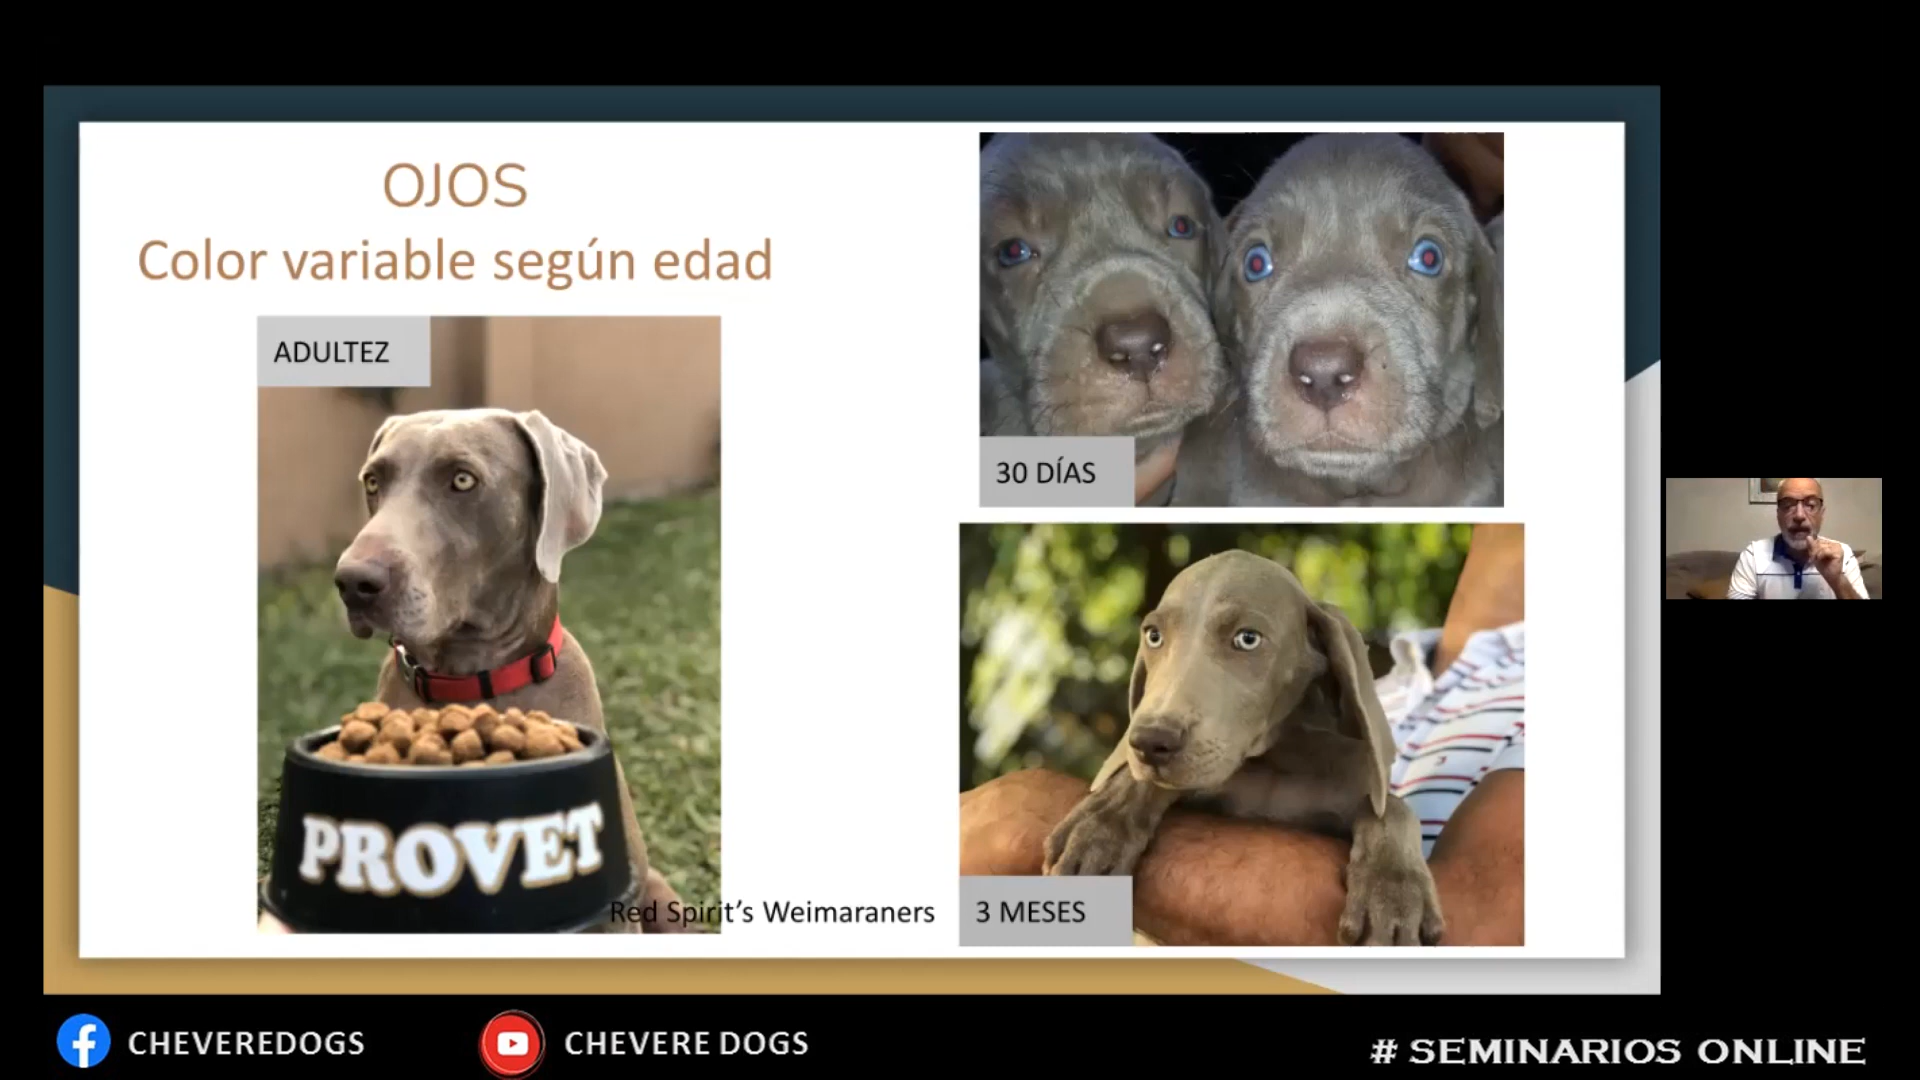 OJOS
Color variable según edad
ADULTEZ
30 DÍAS
PROVET
Red Spirit's Weimaraners
3 MESES
CHEVEREDOGS
CHEVERE DOGS
# SEMINARIOS ONLINE